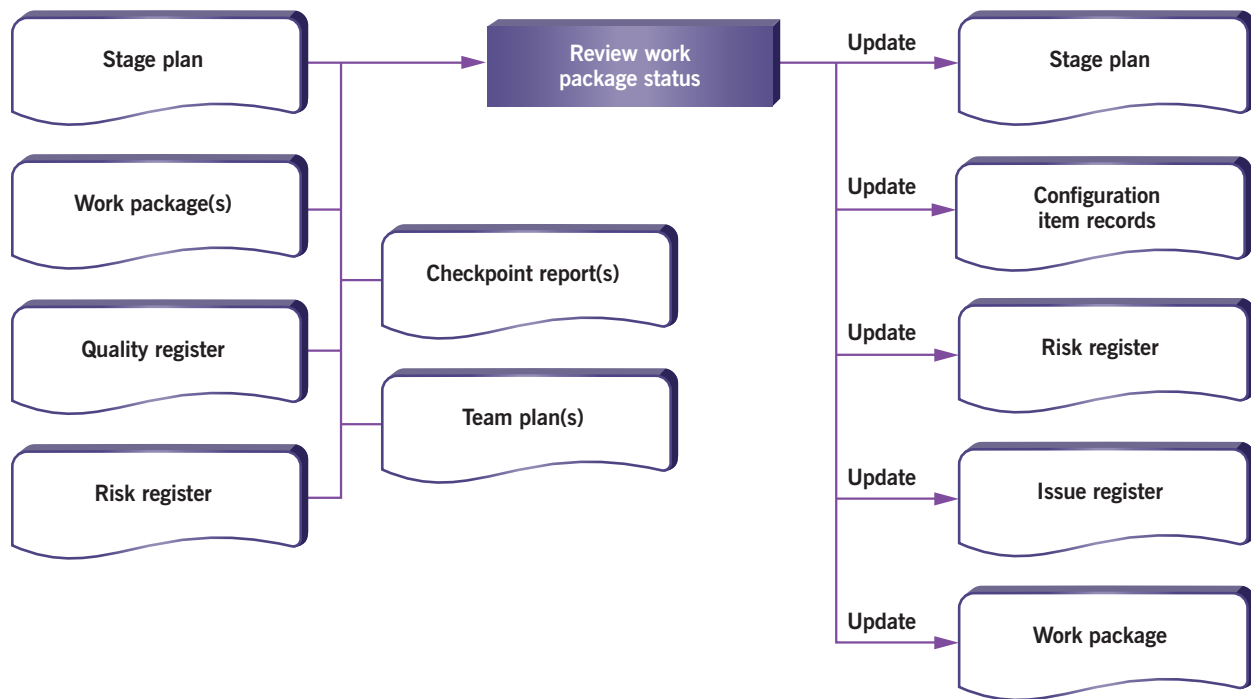 Stage plan
Work package(s)
Quality register
Risk register
Checkpoint report(s)
Team plan(s)
Review work
package status
Update
Stage plan
Update
Configuration
item records
Update
Risk register
Update
Issue register
Update
Work package